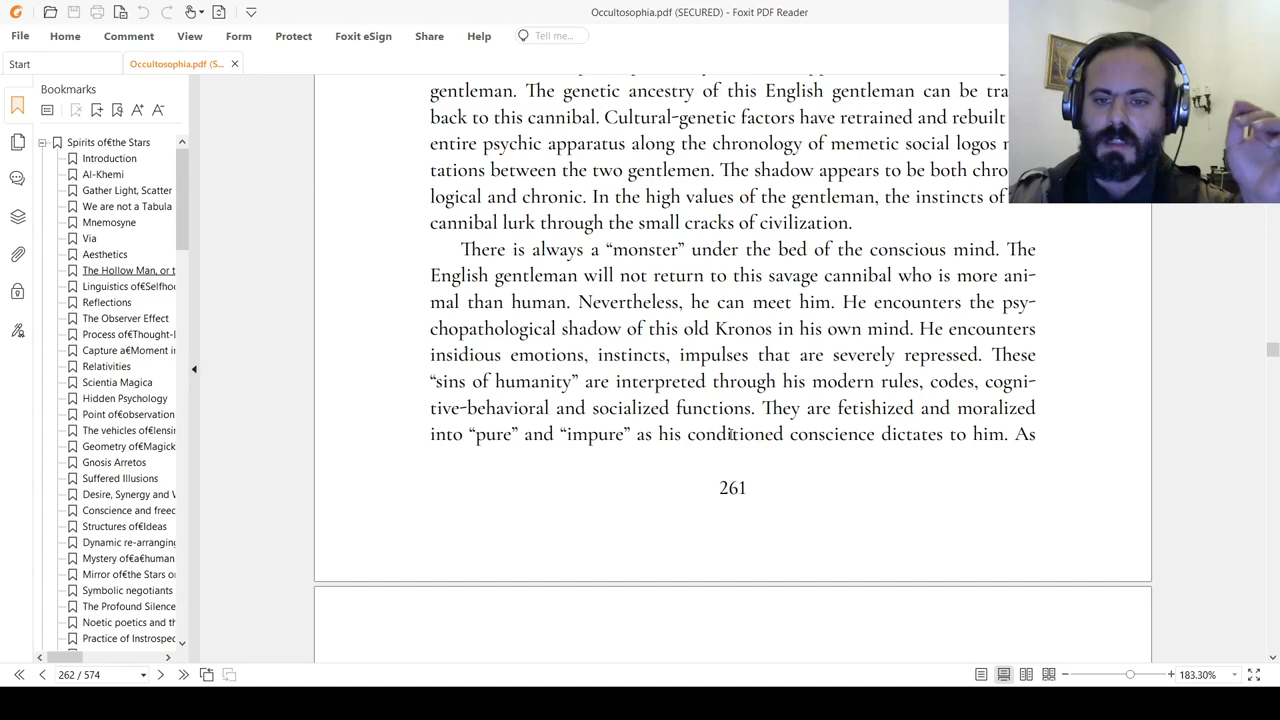 Occultosophia.pdf (SECURED) - Foxit PDF Reader
File Home Comment View Form Protect Foxit eSign Share Help Tell me...
Start Occultosophia.pdf (S...
Bookmarks
Spirits of€the Stars
Introduction
Al-Khemi
Gather Light, Scatter
We are not a Tabula
Mnemosyne
Via
Aesthetics
The Hollow Man, or t
Linguistics of€Selfhoo
Reflections
The Observer Effect
Process of€Thought-l
Capture a€Moment in
Relativities
Scientia Magica
Hidden Psychology
Point of€observation
The vehicles of€lensin
Geometry of€Magick
Gnosis Arretos
Suffered Illusions
Desire, Synergy and V
Conscience and freed
Structures of€Ideas
Dynamic re-arranging
Mystery of€a€human
Mirror of€the Stars or
Symbolic negotiants
The Profound Silence
Noetic poetics and th
Practice of Instrospec
gentleman. The genetic ancestry of this English gentleman can be tra
back to this cannibal. Cultural-genetic factors have retrained and rebuilt
entire psychic apparatus along the chronology of memetic social logos
tations between the two gentlemen. The shadow appears to be both chro
logical and chronic. In the high values of the gentleman, the instincts of
cannibal lurk through the small cracks of civilization.
There is always a “monster” under the bed of the conscious mind. The
English gentleman will not return to this savage cannibal who is more ani-
mal than human. Nevertheless, he can meet him. He encounters the psy-
chopathological shadow of this old Kronos in his own mind. He encounters
insidious emotions, instincts, impulses that are severely repressed. These
“sins of humanity” are interpreted through his modern rules, codes, cogni-
tive-behavioral and socialized functions. They are fetishized and moralized
into “pure” and “impure” as his conditioned conscience dictates to him. As
261
262 / 574
183.30%